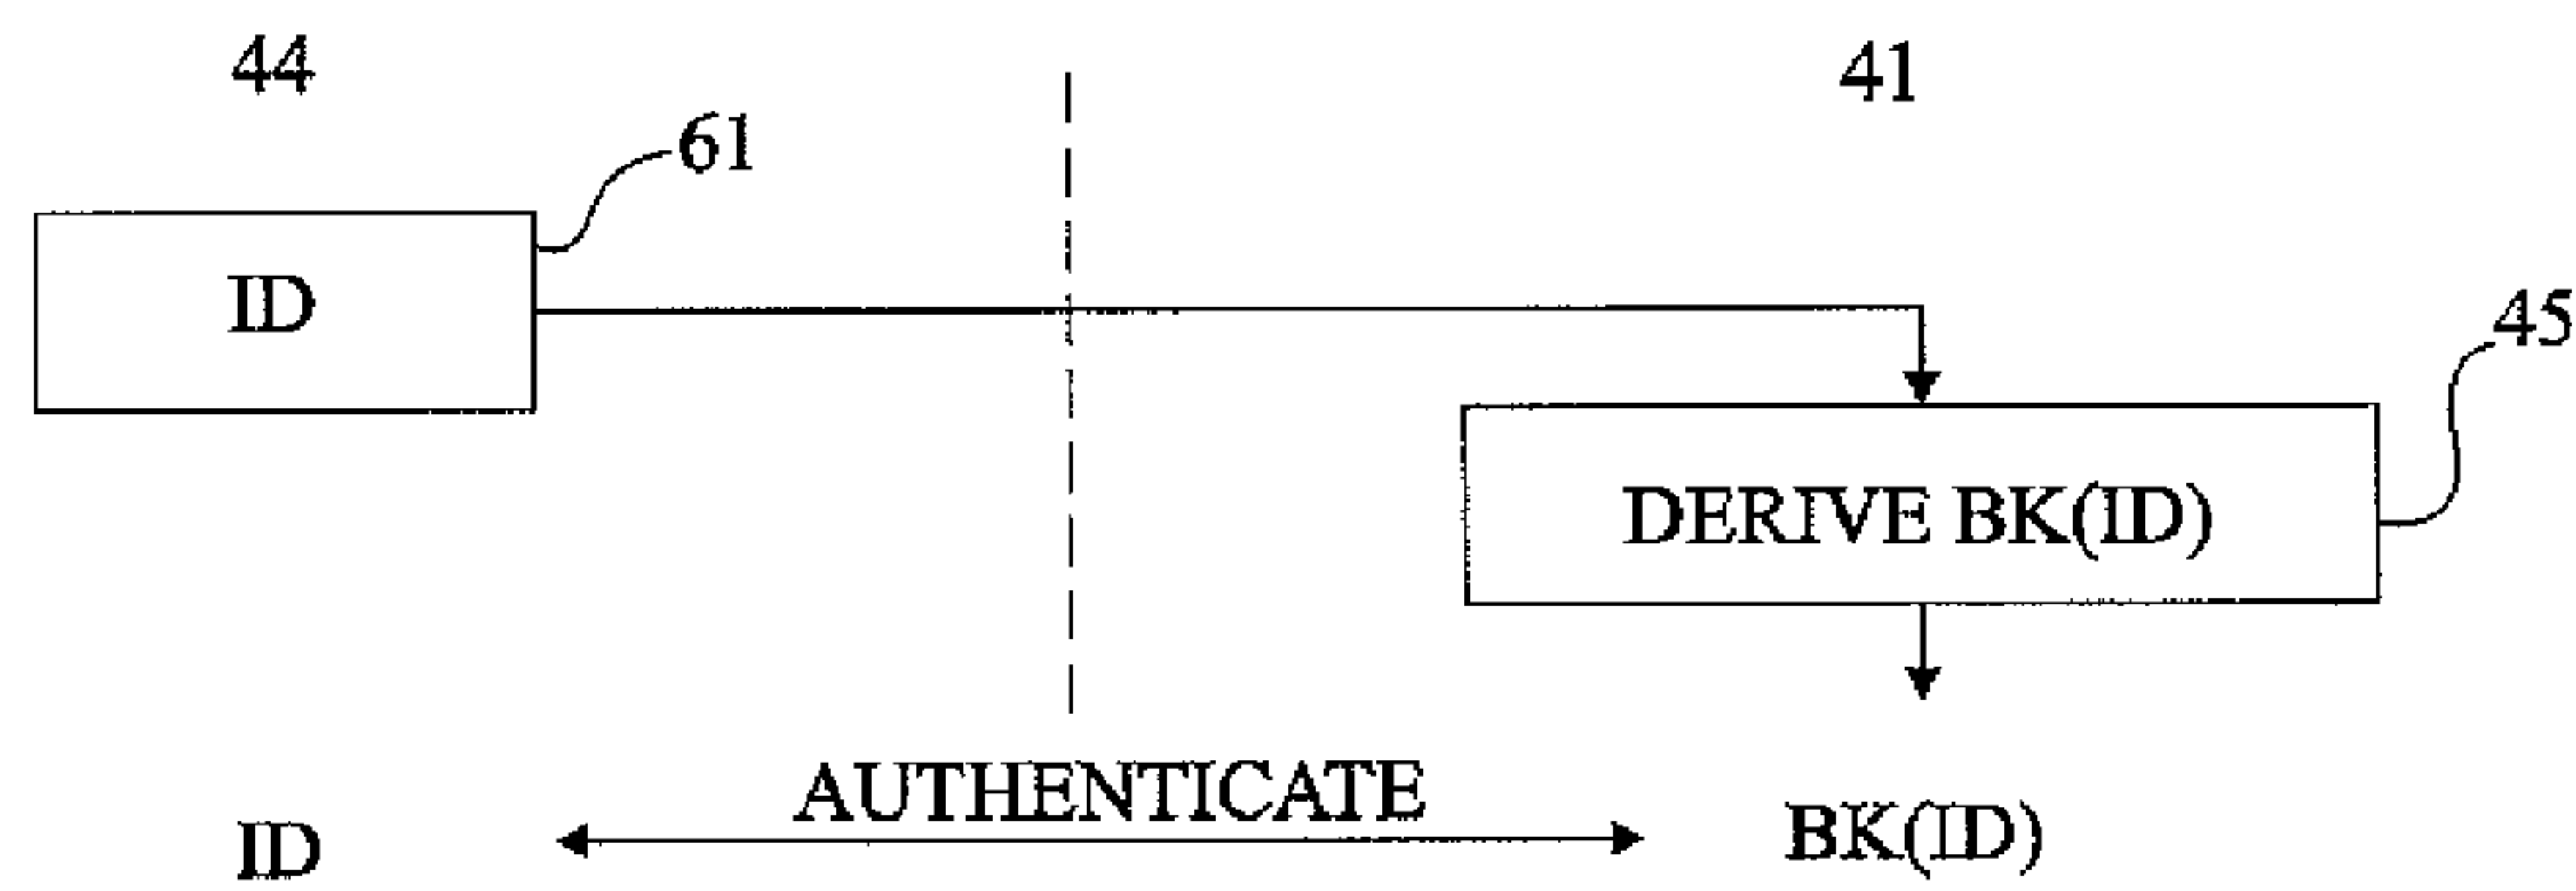 44
41
61
ID
45
DERIVE BK(ID)
AUTHENTICATE
ID
BK(ID)